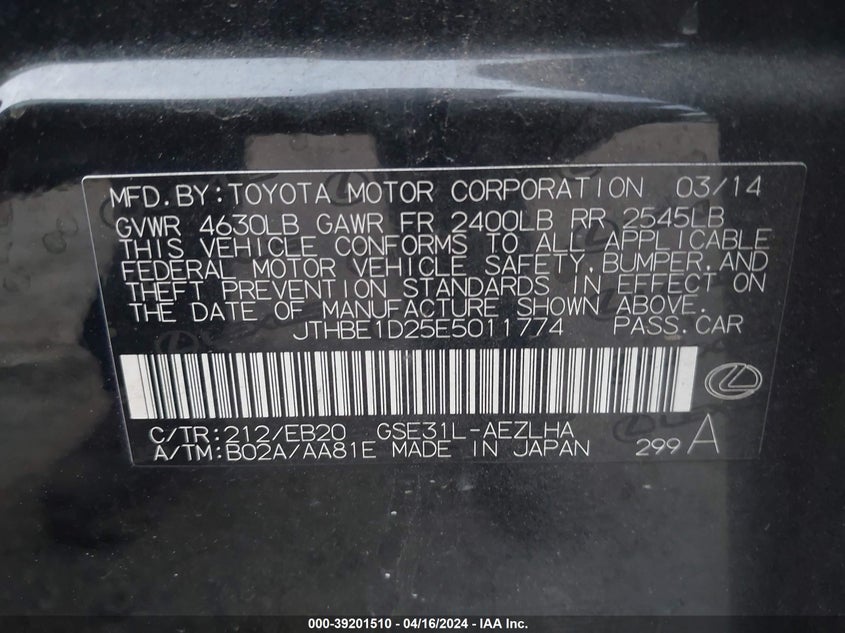 MFD.BY:TOYOTA MOTOR CORPORATION 03/14
GVWR 4630LB GAWR FR 2400LB RR 2545LB
THIS VEHICLE CONFORMS TO ALL APPLICABLE
FEDERAL MOTOR VEHICLE SAFETY,BUMPER,AND
THEFT PREVENTION STANDARDS IN EFFECT ON
THE DATE OF MANUFACTURE SHOWN ABOVE.
JTHBE1D25E5011774 PASS.CAR
C/TR:212/EB20 GSE31L-AEZLHA
A/TM:B02A/AA81E MADE IN JAPAN 299 A
000-39201510 - 04/16/2024 - IAA Inc.